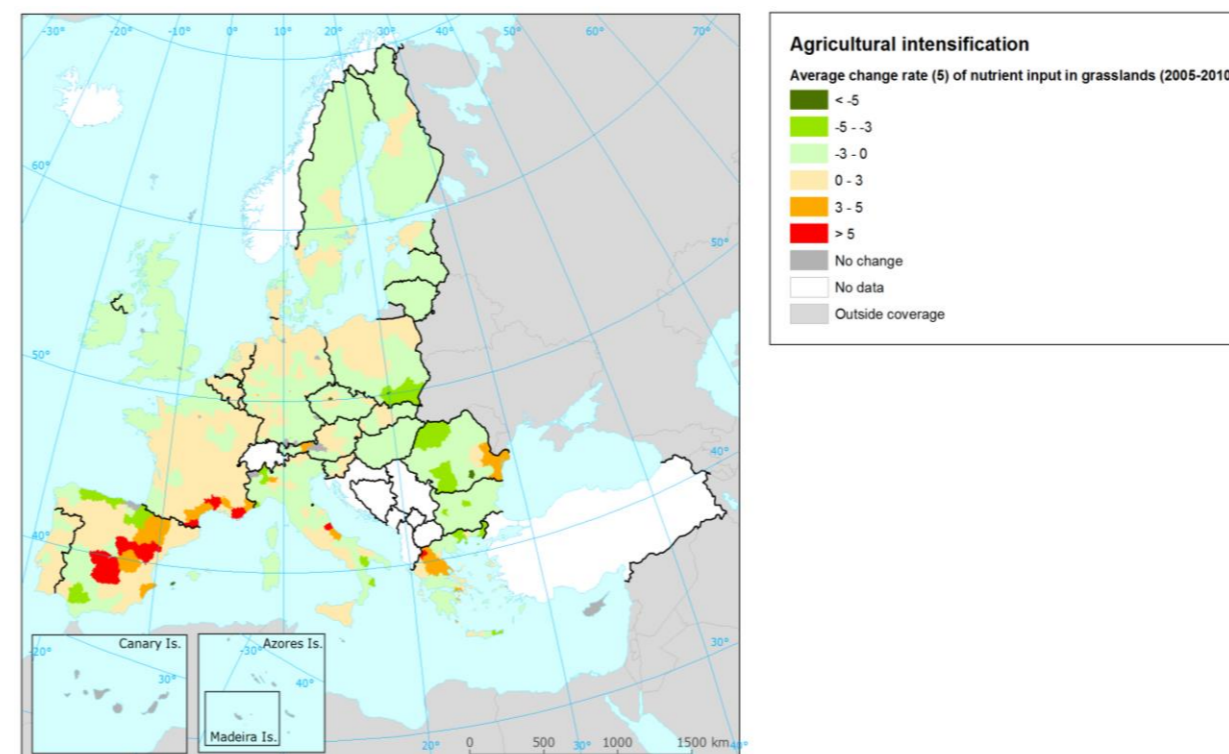 -30° -20° -10° 0° 10° 20° 30° 40° 50° 60° 70°
60°
60°
50°
50°
40°
40°
30°
Canary Is.
-20°
30°
Azores Is.
-30°
40°
Madeira Is.
20° 30° 40°
0 500 1000 1500 km
Agricultural intensification
Average change rate (5) of nutrient input in grasslands (2005-2010
< -5
-5 - -3
-3 - 0
0 - 3
3 - 5
> 5
No change
No data
Outside coverage